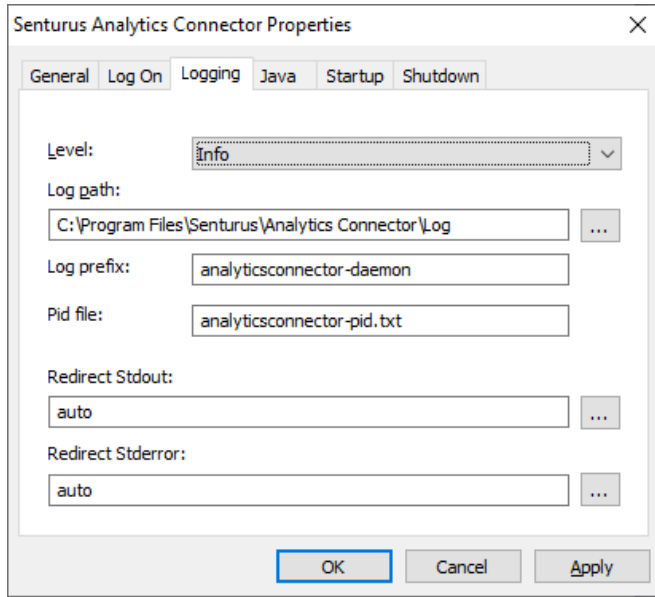 Senturus Analytics Connector Properties
General Log On Logging Java Startup Shutdown
Level: Info
Log path:
C:\Program Files\Senturus\Analytics Connector\Log ...
Log prefix: analyticsconnector-daemon
Pid file: analyticsconnector-pid.txt
Redirect Stdout:
auto ...
Redirect Stderror:
auto ...
OK Cancel Apply